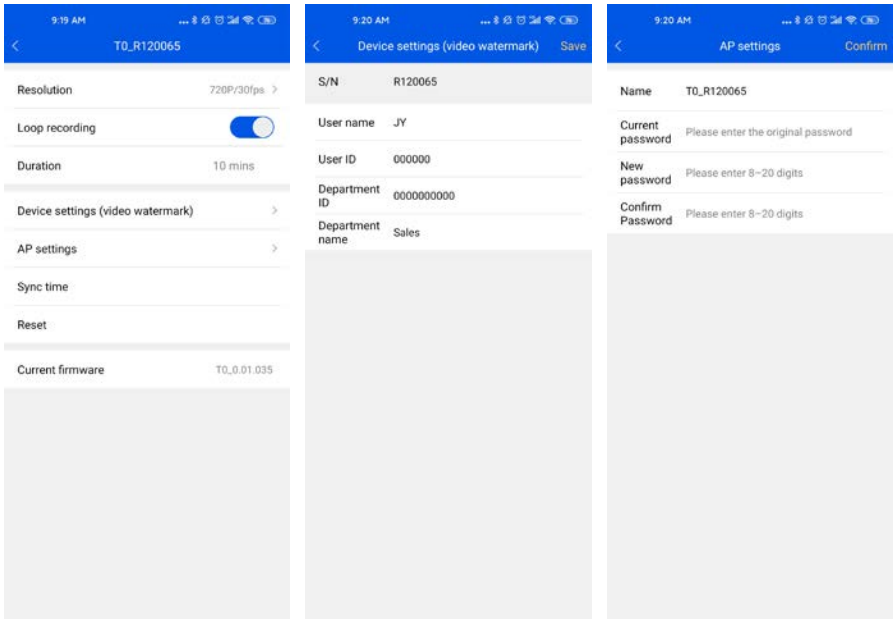 9:19 AM
T0_R120065
Resolution 720P/30fps
Loop recording
Duration 10 mins
Device settings (video watermark)
AP settings
Sync time
Reset
Current firmware T0_0.01.035
9:20 AM
Device settings (video watermark) Save
S/N R120065
User name JY
User ID 000000
Department
ID
0000000000
Department
name
Sales
9:20 AM
AP settings Confirm
Name T0_R120065
Current
password
Please enter the original password
New
password
Please enter 8-20 digits
Confirm
Password
Please enter 8-20 digits